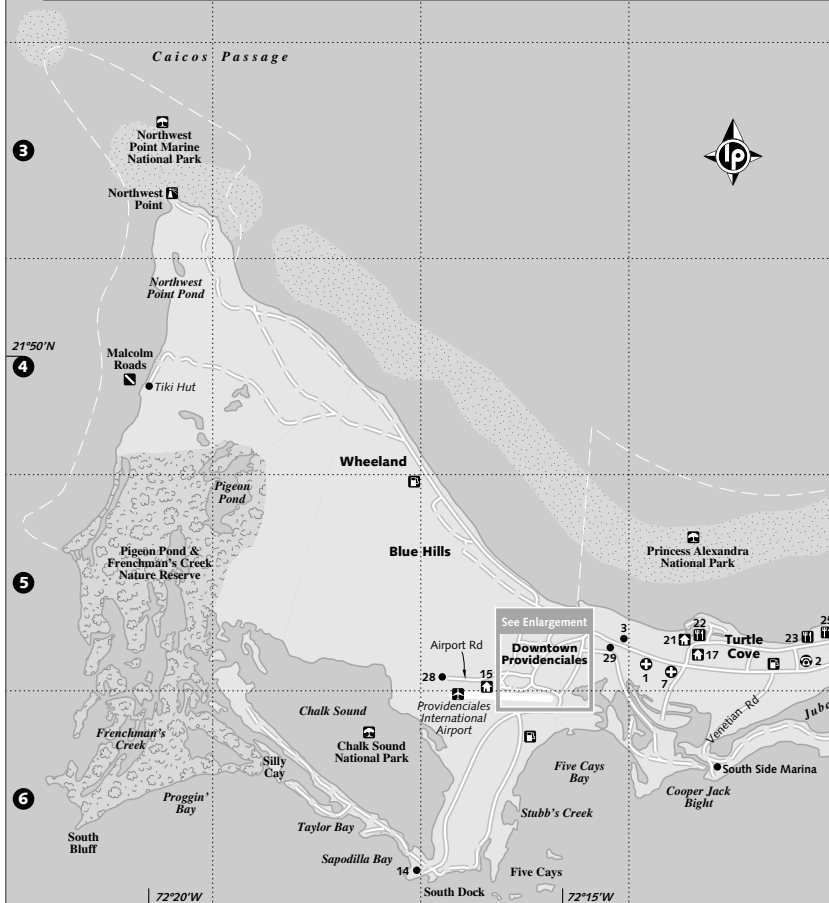 Caicos Passage
3
Northwest
Point Marine
National Park
lp
Northwest
Point
Northwest
Point Pond
21°50'N
4
Malcolm
Roads
Tiki Hut
Wheeland
Pigeon
Pond
Blue Hills
Princess Alexandra
National Park
5
Pigeon Pond &
Frenchman's Creek
Nature Reserve
See Enlargement
Downtown
Providenciales
3
29
1
7
21
22
17
Turtle
Cove
23
25
2
Airport Rd
28
15
Providenciales
International
Airport
Chalk Sound
Chalk Sound
National Park
Venetian Rd
Frenchman's
Creek
Silly
Cay
Five Cays
Bay
South Side Marina
Cooper Jack
Bight
6
Proggin'
Bay
Stubb's Creek
South
Bluff
Taylor Bay
Sapodilla Bay
14
South Dock
Five Cays
72°20'W
72°15'W